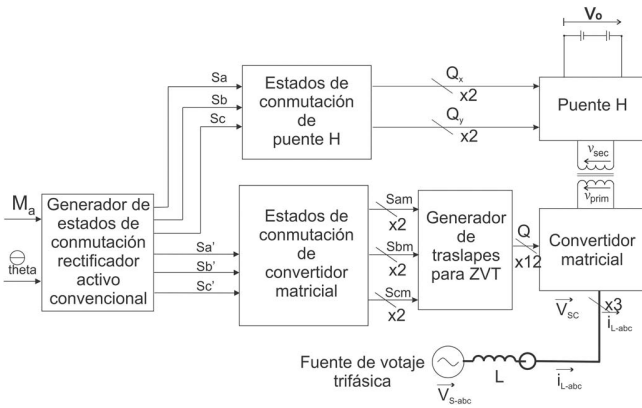 Vo
Sa
Sb
Sc
Estados de
conmutación
de
puente H
Qx
x2
Qy
x2
Puente H
vsec
vprim
Ma
theta
Generador de
estados de
conmutación
rectificador
activo
convencional
Sa'
Sb'
Sc'
Estados de
conmutación
de
convertidor
matricial
Sam
x2
Sbm
x2
Scm
x2
Generador
de
traslapes
para ZVT
Q
x12
Convertidor
matricial
VSC
x3
iL-abc
Fuente de votaje
trifásica
VS-abc
L
iL-abc